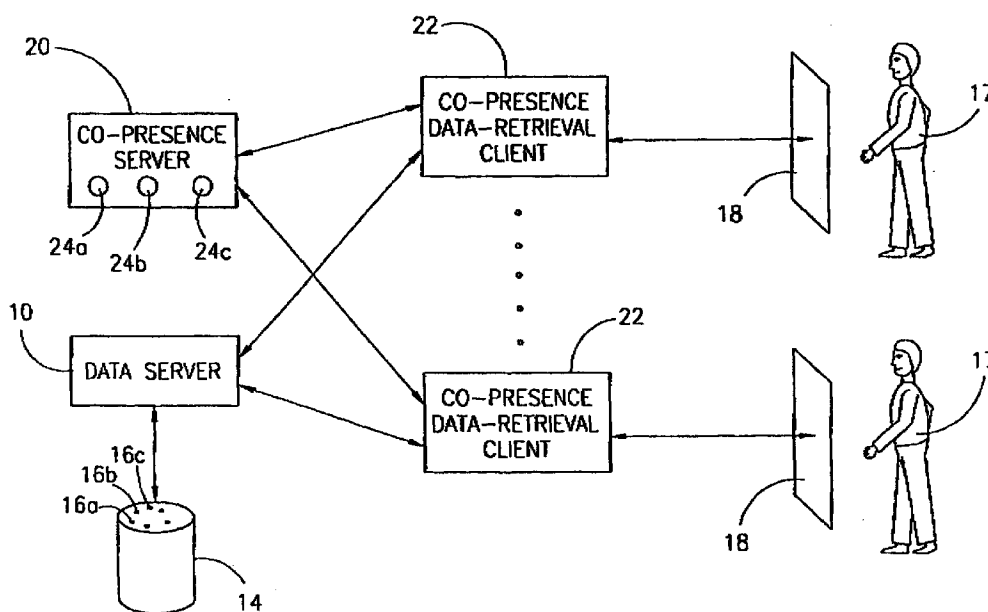 20
22
17
CO-PRESENCE
SERVER
CO-PRESENCE
DATA-RETRIEVAL
CLIENT
18
24a
24b
24c
10
22
17
DATA SERVER
CO-PRESENCE
DATA-RETRIEVAL
CLIENT
16c
16b
16a
18
14